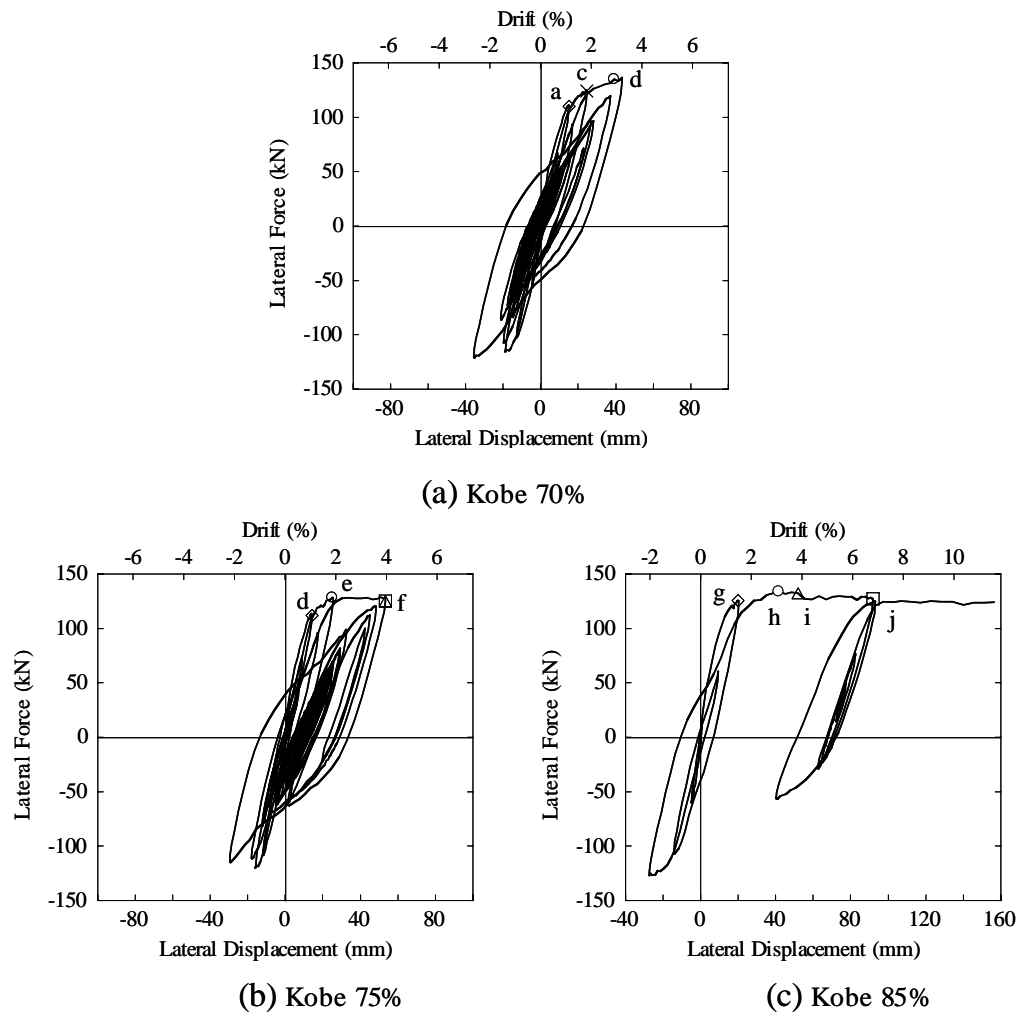 Drift (%)
-6 -4 -2 0 2 4 6
150
100
50
0
-50
-100
-150
Lateral Force (kN)
a
c
d
-80 -40 0 40 80
Lateral Displacement (mm)
(a) Kobe 70%
Drift (%)
-6 -4 -2 0 2 4 6
150
100
50
0
-50
-100
-150
Lateral Force (kN)
d
e
f
-80 -40 0 40 80
Lateral Displacement (mm)
(b) Kobe 75%
Drift (%)
-2 0 2 4 6 8 10
150
100
50
0
-50
-100
-150
Lateral Force (kN)
g
h
i
j
-40 0 40 80 120 160
Lateral Displacement (mm)
(c) Kobe 85%